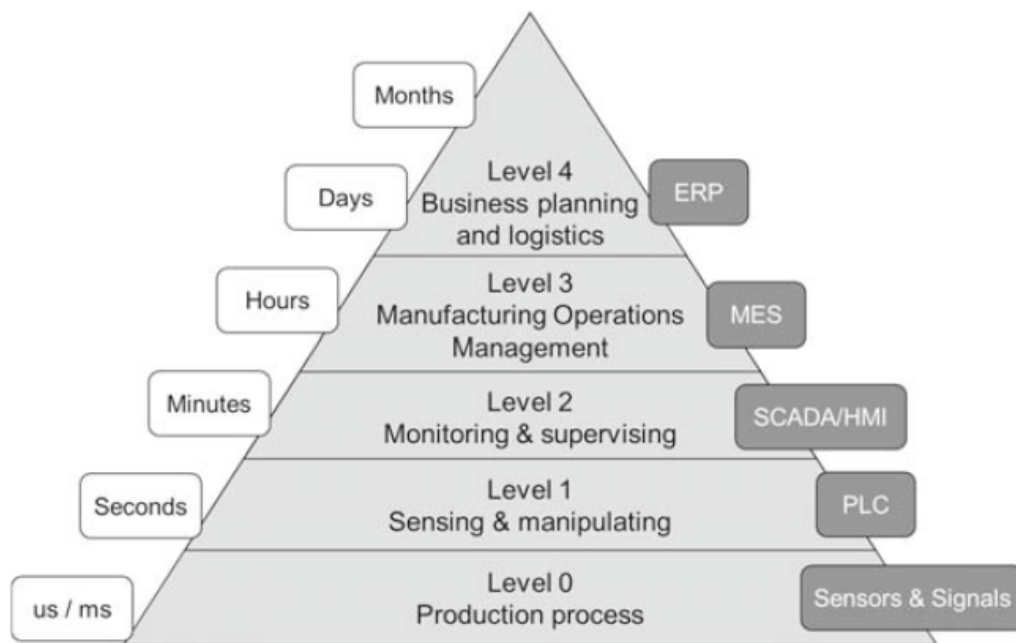 Months
Days
Level 4
Business planning
and logistics
ERP
Hours
Level 3
Manufacturing Operations
Management
MES
Minutes
Level 2
Monitoring & supervising
SCADA/HMI
Seconds
Level 1
Sensing & manipulating
PLC
us / ms
Level 0
Production process
Sensors & Signals